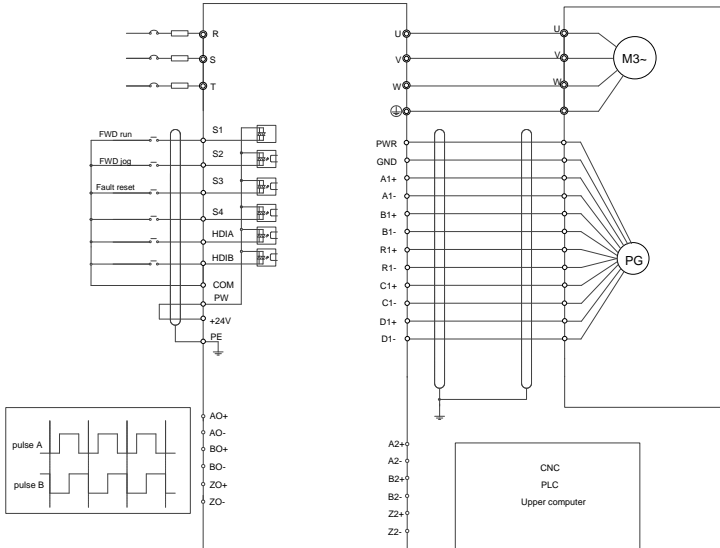 R
S
T
U
V
W
U
V
W
M3~
FWD run
FWD jog
Fault reset
S1
S2
S3
S4
HDIA
HDIB
COM
PW
+24V
PE
PWR
GND
A1+
A1-
B1+
B1-
R1+
R1-
C1+
C1-
D1+
D1-
PG
pulse A
pulse B
AO+
AO-
BO+
BO-
ZO+
ZO-
A2+
A2-
B2+
B2-
Z2+
Z2-
CNC
PLC
Upper computer